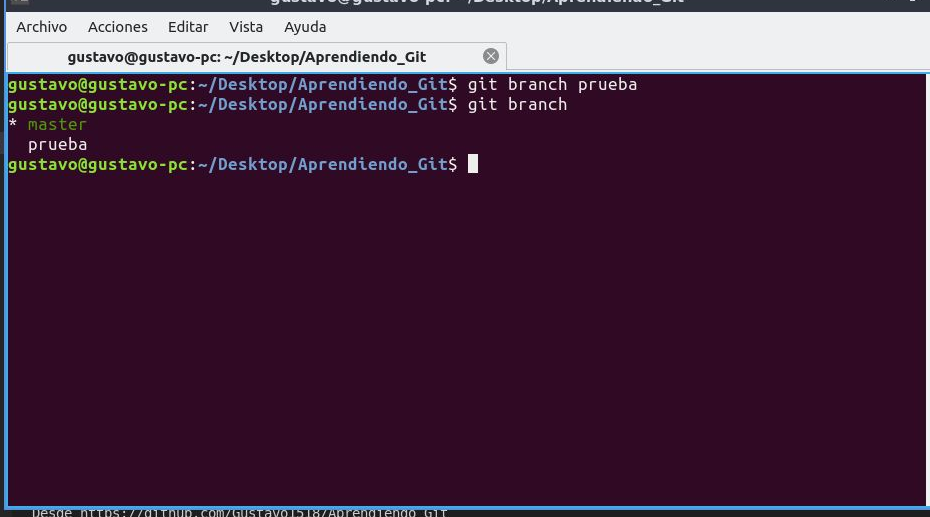 gustavo@gustavo-pc: ~/Desktop/Aprendiendo_Git
Archivo Acciones Editar Vista Ayuda
gustavo@gustavo-pc: ~/Desktop/Aprendiendo_Git
gustavo@gustavo-pc:~/Desktop/Aprendiendo_Git$ git branch prueba
gustavo@gustavo-pc:~/Desktop/Aprendiendo_Git$ git branch
* master
  prueba
gustavo@gustavo-pc:~/Desktop/Aprendiendo_Git$
Desde https://github.com/Gustavo1518/Aprendiendo_Git